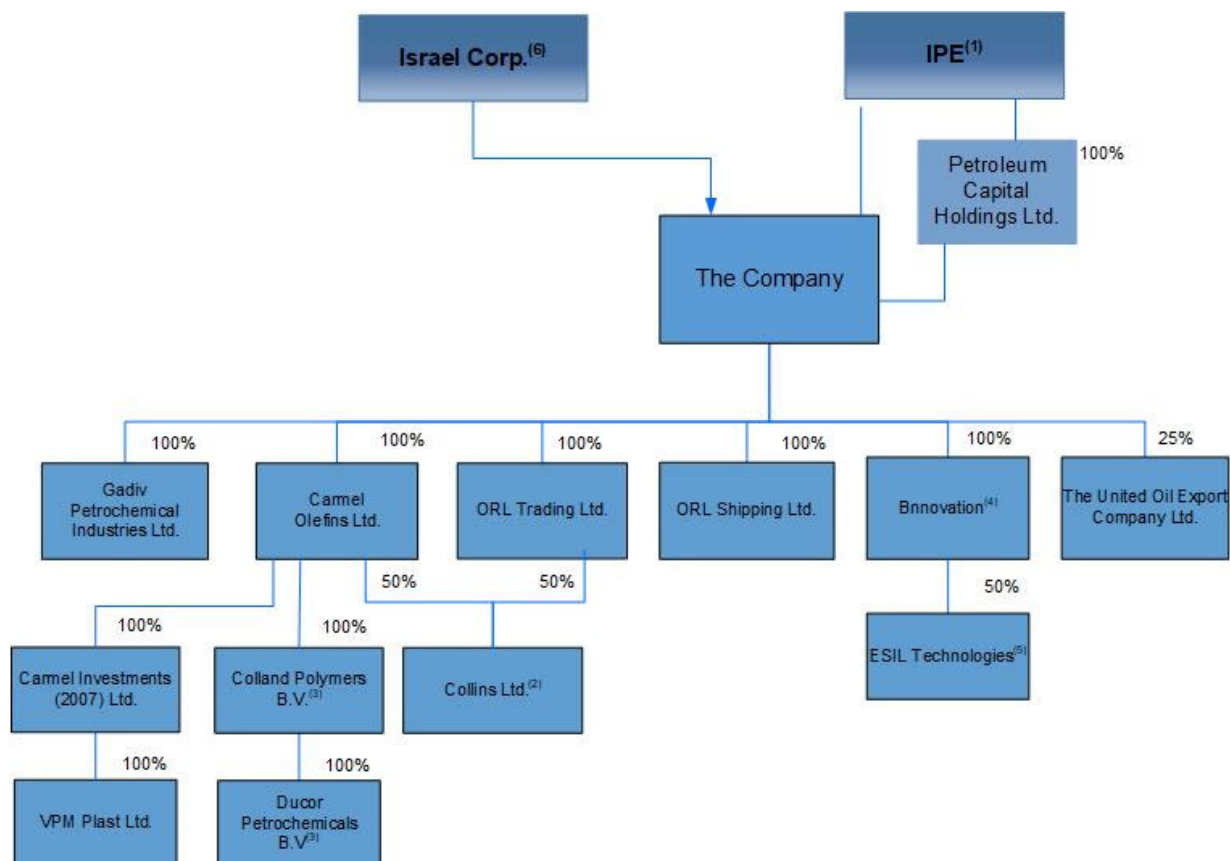 Israel Corp.(6)
IPE(1)
100%
Petroleum
Capital
Holdings Ltd.
The Company
100%
100%
100%
100%
100%
25%
Gadiv
Petrochemical
Industries Ltd.
Carmel
Olefins Ltd.
ORL Trading Ltd.
ORL Shipping Ltd.
Bnnovation(4)
The United Oil Export
Company Ltd.
100%
100%
50%
50%
50%
Carmel Investments
(2007) Ltd.
Colland Polymers
B.V.(3)
Collins Ltd.(2)
ESIL Technologies(5)
100%
100%
VPM Plast Ltd.
Ducor
Petrochemicals
B.V(3)